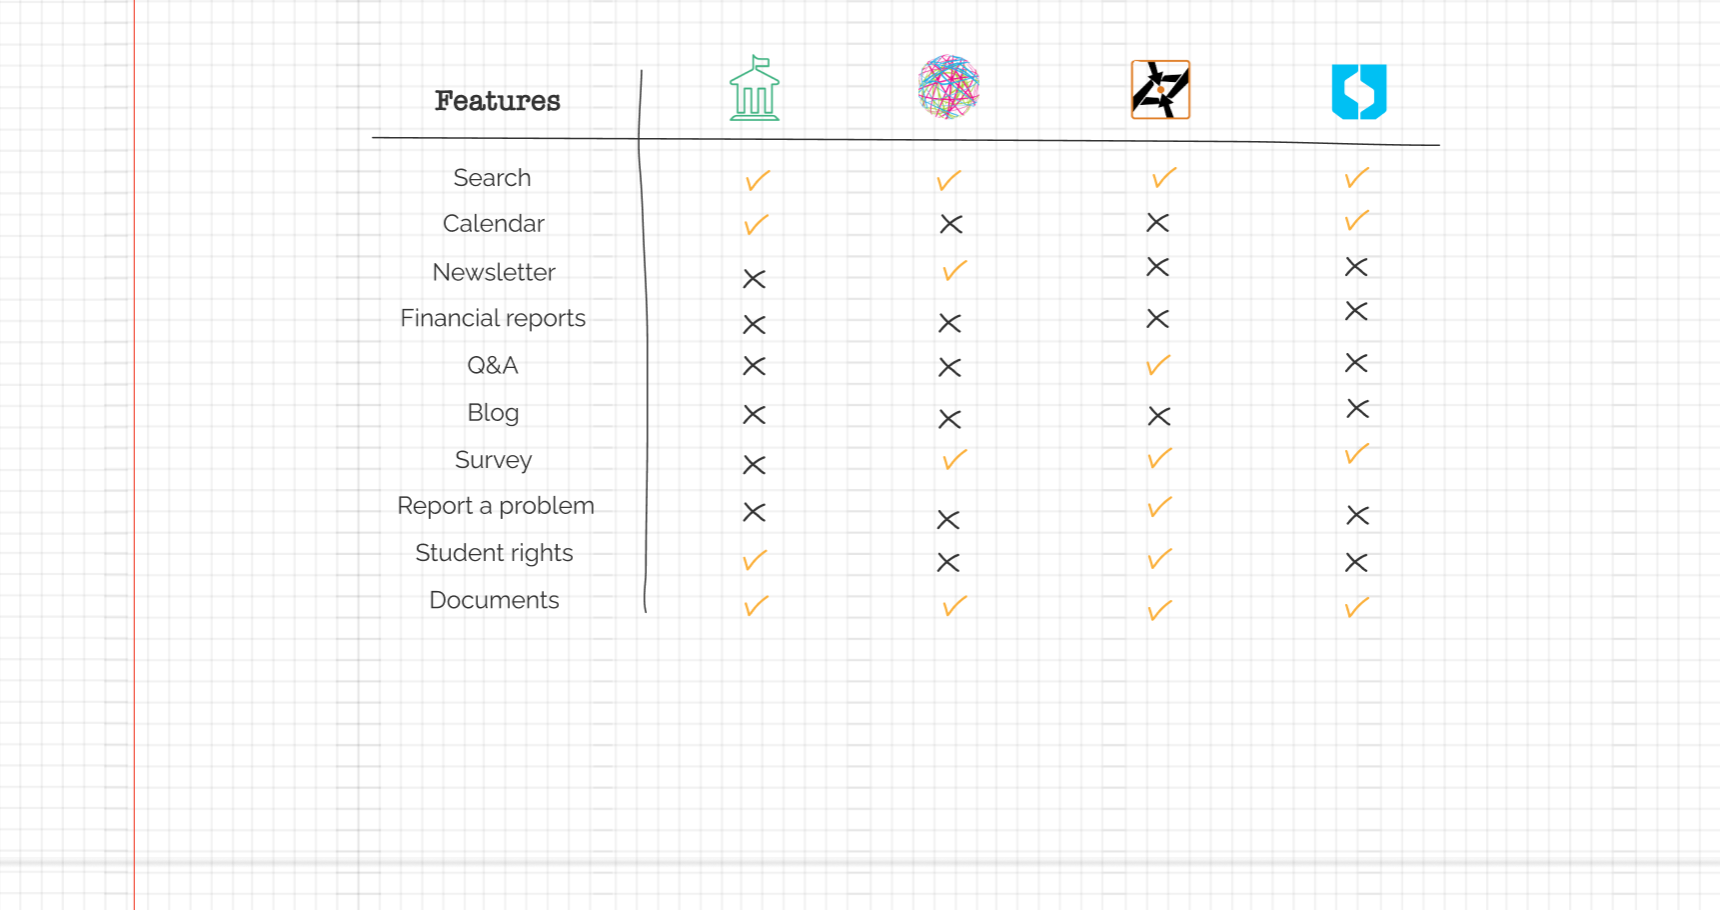 Features
Search
Calendar
Newsletter
Financial reports
Q&A
Blog
Survey
Report a problem
Student rights
Documents